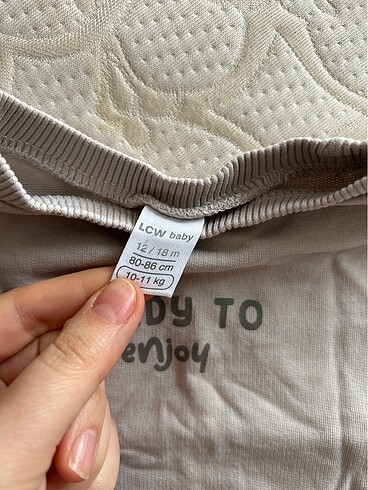 LCW baby
12 / 18 m
80-86 cm
10-11 kg
DY TO
enjoy